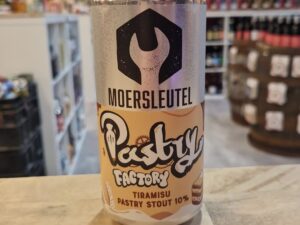 MOERSLEUTEL
Pastry
FACTORY
TIRAMISU
PASTRY STOUT 10%